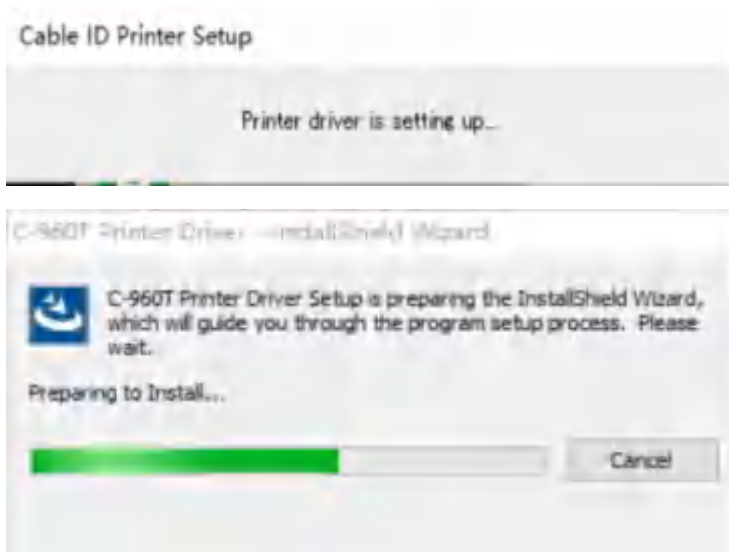 Cable ID Printer Setup
Printer driver is setting up...
C-960T Printer Driver - InstallShield Wizard
C-960T Printer Driver Setup is preparing the InstallShield Wizard,
which will guide you through the program setup process. Please
wait.
Preparing to Install...
Cancel